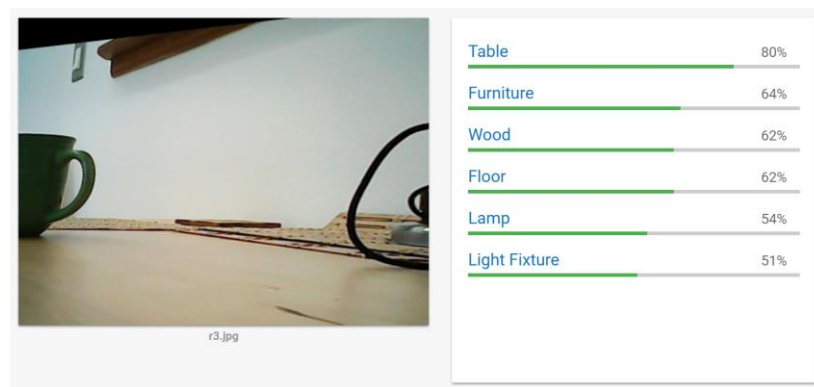 Table 80%
Furniture 64%
Wood 62%
Floor 62%
Lamp 54%
Light Fixture 51%
r3.jpg